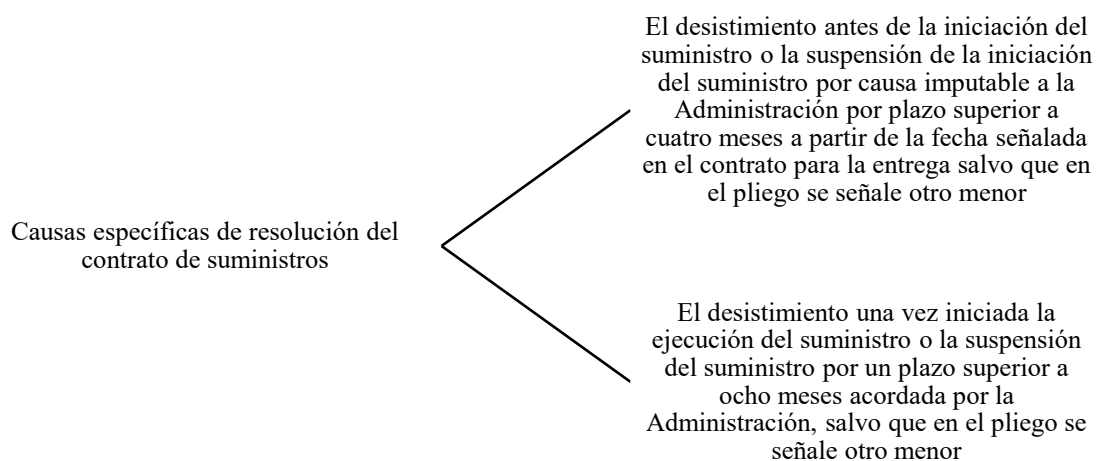 El desistimiento antes de la iniciación del
suministro o la suspensión de la iniciación
del suministro por causa imputable a la
Administración por plazo superior a
cuatro meses a partir de la fecha señalada
en el contrato para la entrega salvo que en
el pliego se señale otro menor
Causas específicas de resolución del
contrato de suministros
El desistimiento una vez iniciada la
ejecución del suministro o la suspensión
del suministro por un plazo superior a
ocho meses acordada por la
Administración, salvo que en el pliego se
señale otro menor